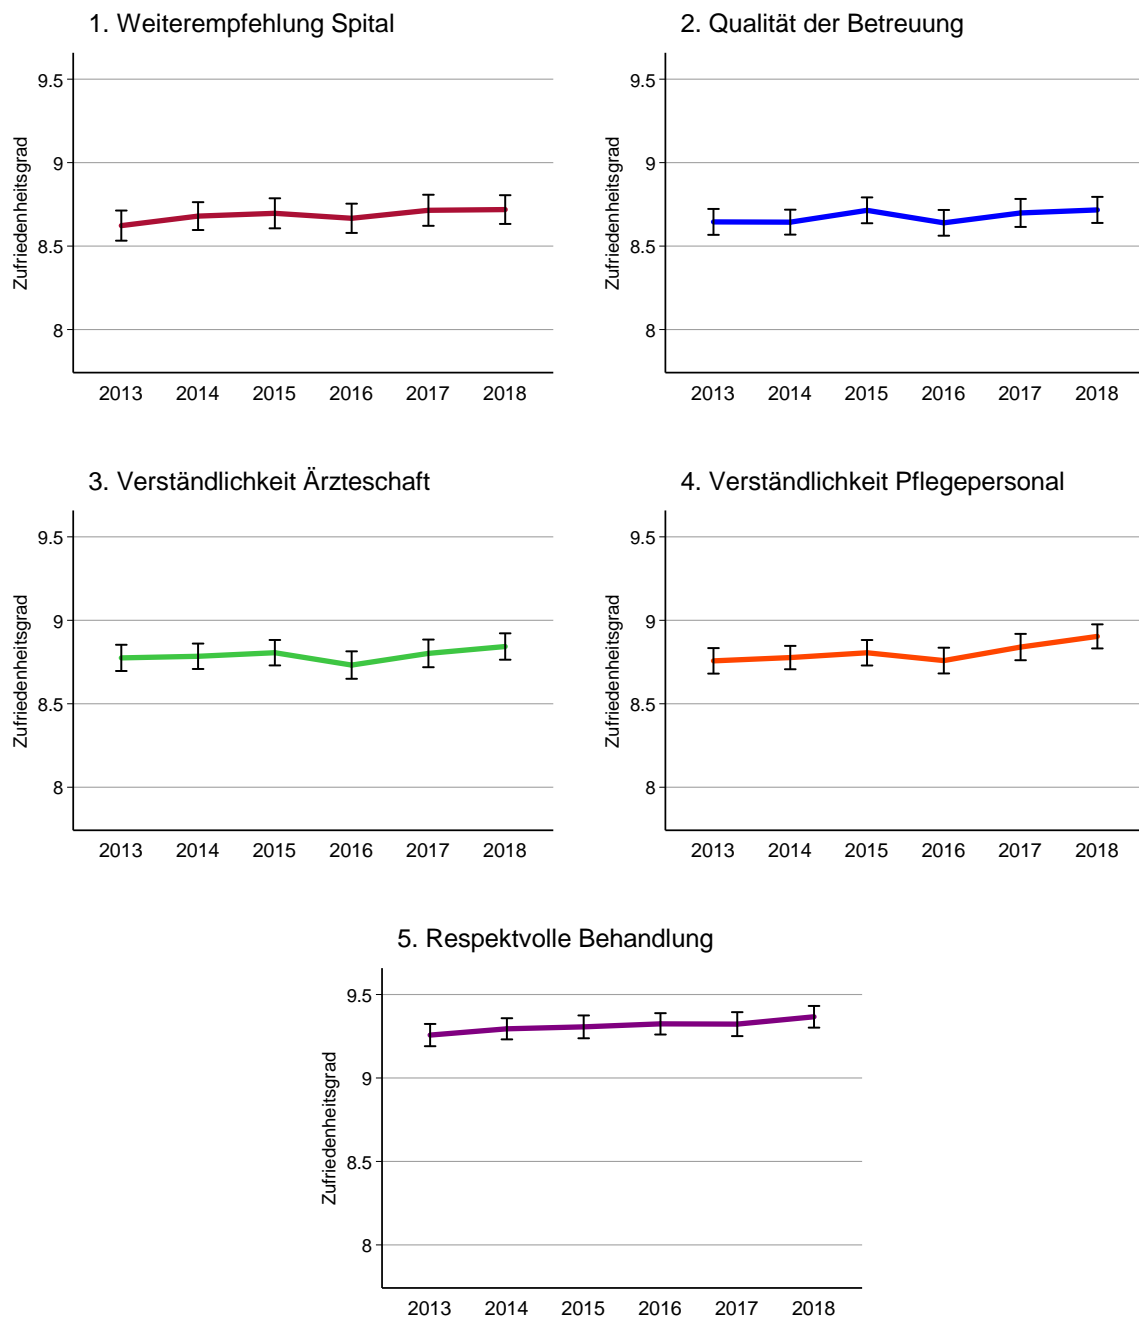 1. Weiterempfehlung Spital
9.5
9
8.5
8
Zufriedenheitsgrad
2013 2014 2015 2016 2017 2018
2. Qualität der Betreuung
9.5
9
8.5
8
Zufriedenheitsgrad
2013 2014 2015 2016 2017 2018
3. Verständlichkeit Ärzteschaft
9.5
9
8.5
8
Zufriedenheitsgrad
2013 2014 2015 2016 2017 2018
4. Verständlichkeit Pflegepersonal
9.5
9
8.5
8
Zufriedenheitsgrad
2013 2014 2015 2016 2017 2018
5. Respektvolle Behandlung
9.5
9
8.5
8
Zufriedenheitsgrad
2013 2014 2015 2016 2017 2018